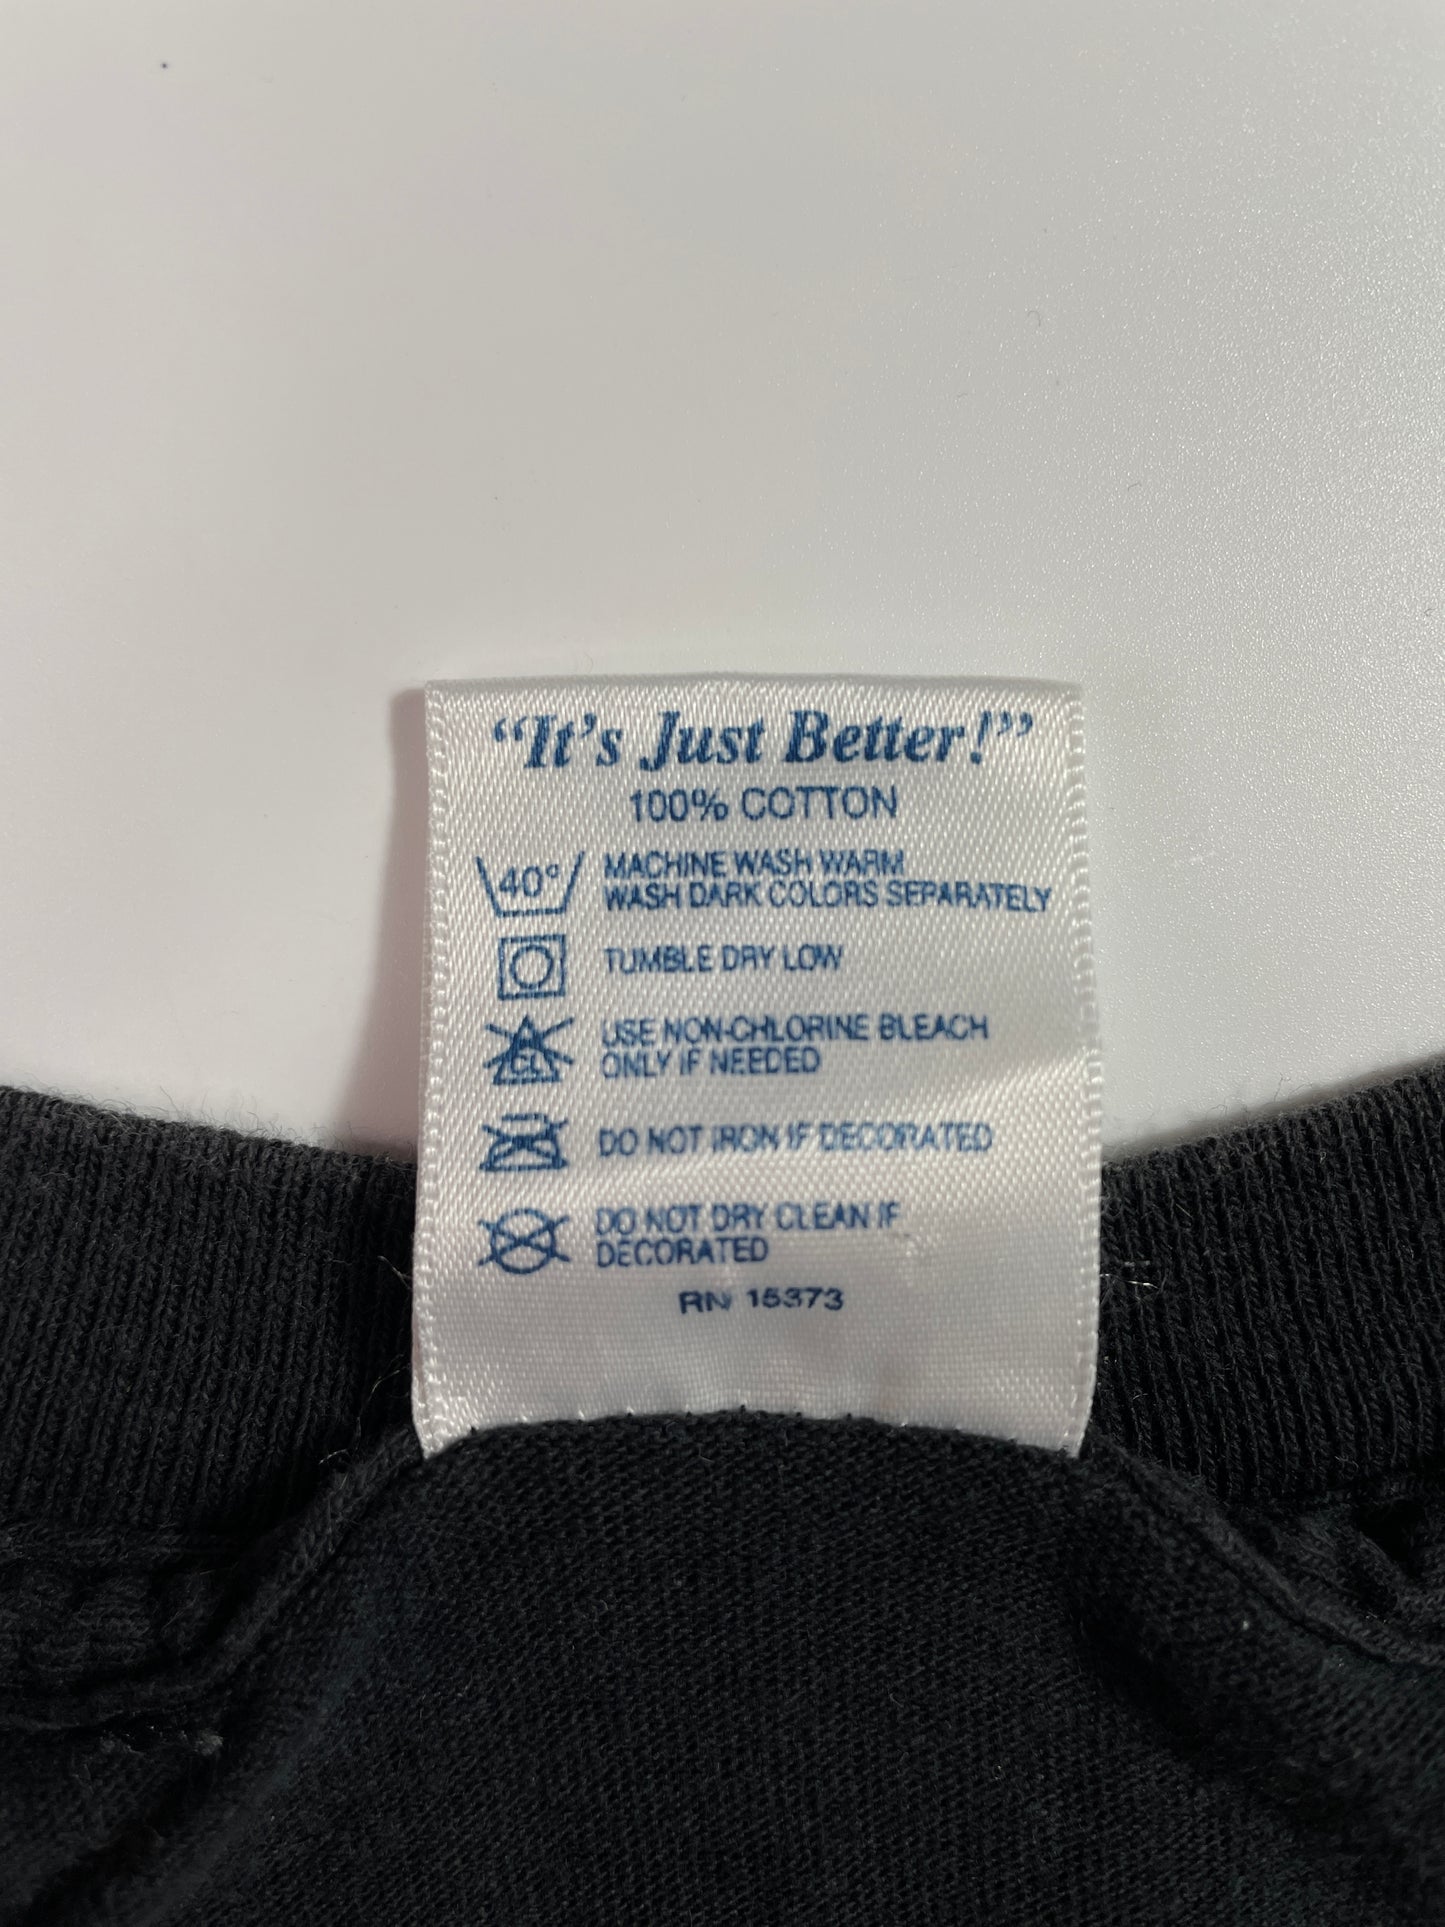 “It’s Just Better!”
100% COTTON
40°
MACHINE WASH WARM
WASH DARK COLORS SEPARATELY
TUMBLE DRY LOW
CL
USE NON-CHLORINE BLEACH
ONLY IF NEEDED
DO NOT IRON IF DECORATED
DO NOT DRY CLEAN IF
DECORATED
RN 15373